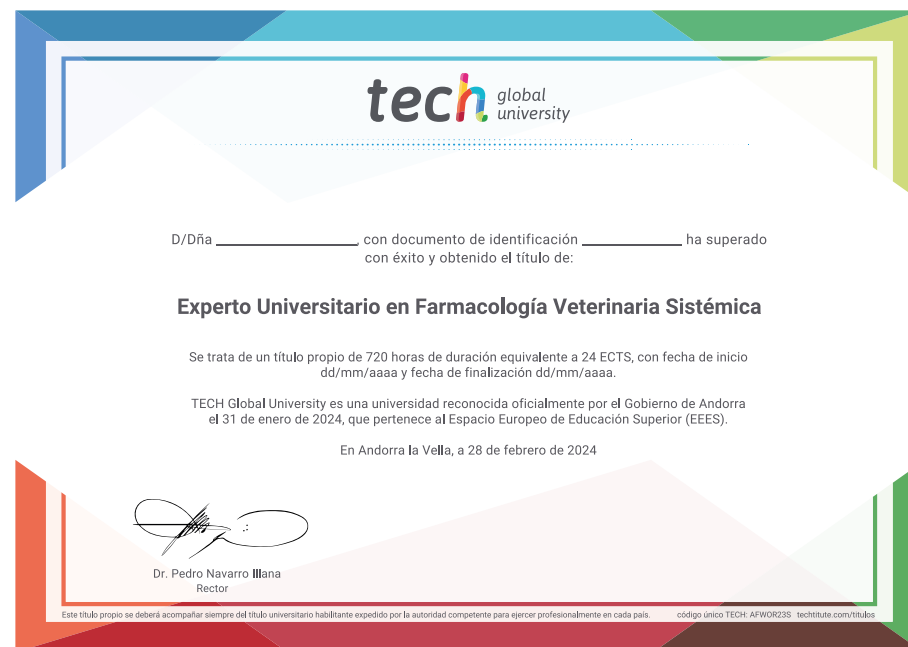 tech global
university
D/Dña ________________, con documento de identificación ____________ ha superado
con éxito y obtenido el título de:
Experto Universitario en Farmacología Veterinaria Sistémica
Se trata de un título propio de 720 horas de duración equivalente a 24 ECTS, con fecha de inicio
dd/mm/aaaa y fecha de finalización dd/mm/aaaa.
TECH Global University es una universidad reconocida oficialmente por el Gobierno de Andorra
el 31 de enero de 2024, que pertenece al Espacio Europeo de Educación Superior (EEES).
En Andorra la Vella, a 28 de febrero de 2024
Dr. Pedro Navarro Illana
Rector
Este título propio se deberá acompañar siempre del título universitario habilitante expedido por la autoridad competente para ejercer profesionalmente en cada país. código único TECH: AFWOR23S techtitute.com/títulos